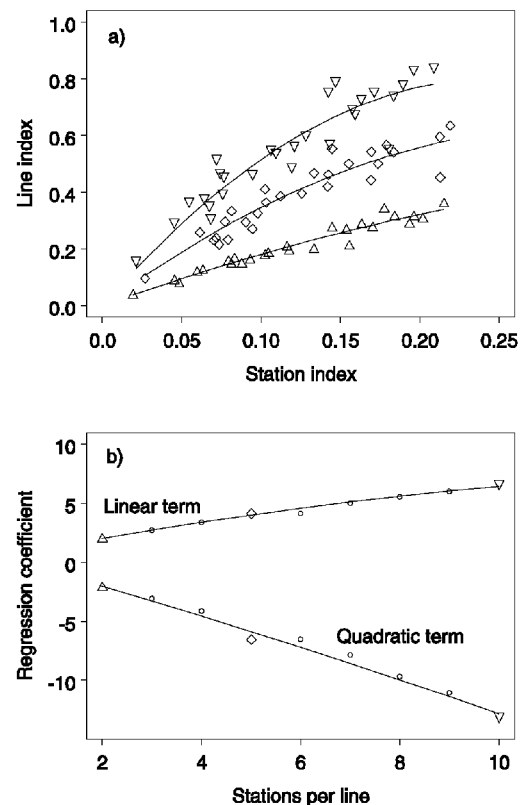 a)
1.0
0.8
0.6
0.4
0.2
0.0
Line index
0.0 0.05 0.10 0.15 0.20 0.25
Station index
b)
10
5
0
-5
-10
Regression coefficient
Linear term
Quadratic term
2 4 6 8 10
Stations per line